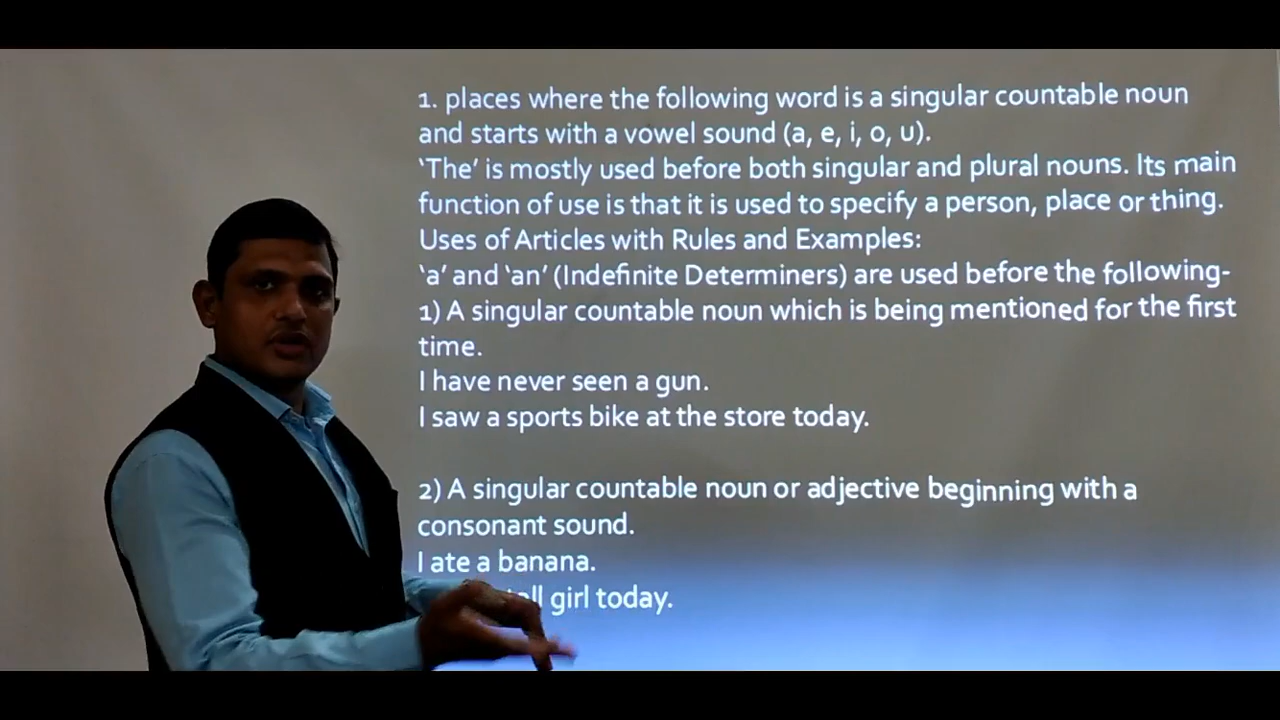 1. places where the following word is a singular countable noun
and starts with a vowel sound (a, e, i, o, u).
‘The’ is mostly used before both singular and plural nouns. Its main
function of use is that it is used to specify a person, place or thing.
Uses of Articles with Rules and Examples:
‘a’ and ‘an’ (Indefinite Determiners) are used before the following-
1) A singular countable noun which is being mentioned for the first
time.
I have never seen a gun.
I saw a sports bike at the store today.
2) A singular countable noun or adjective beginning with a
consonant sound.
I ate a banana.
girl today.